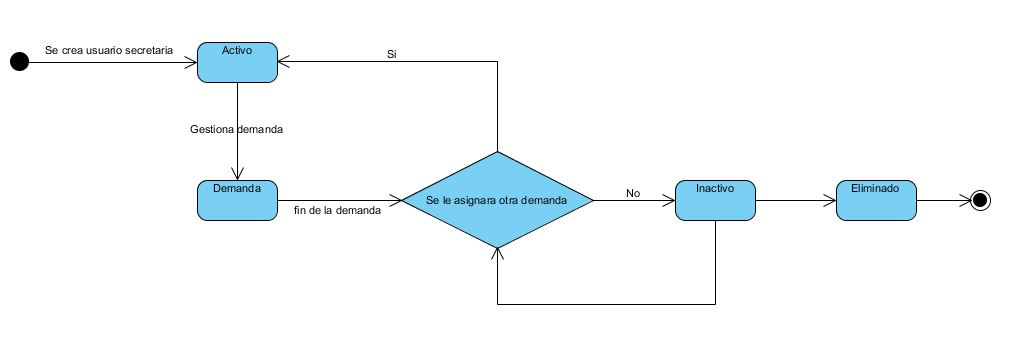 Se crea usuario secretaria
Activo
Si
Gestiona demanda
Demanda
fin de la demanda
Se le asignara otra demanda
No
Inactivo
Eliminado